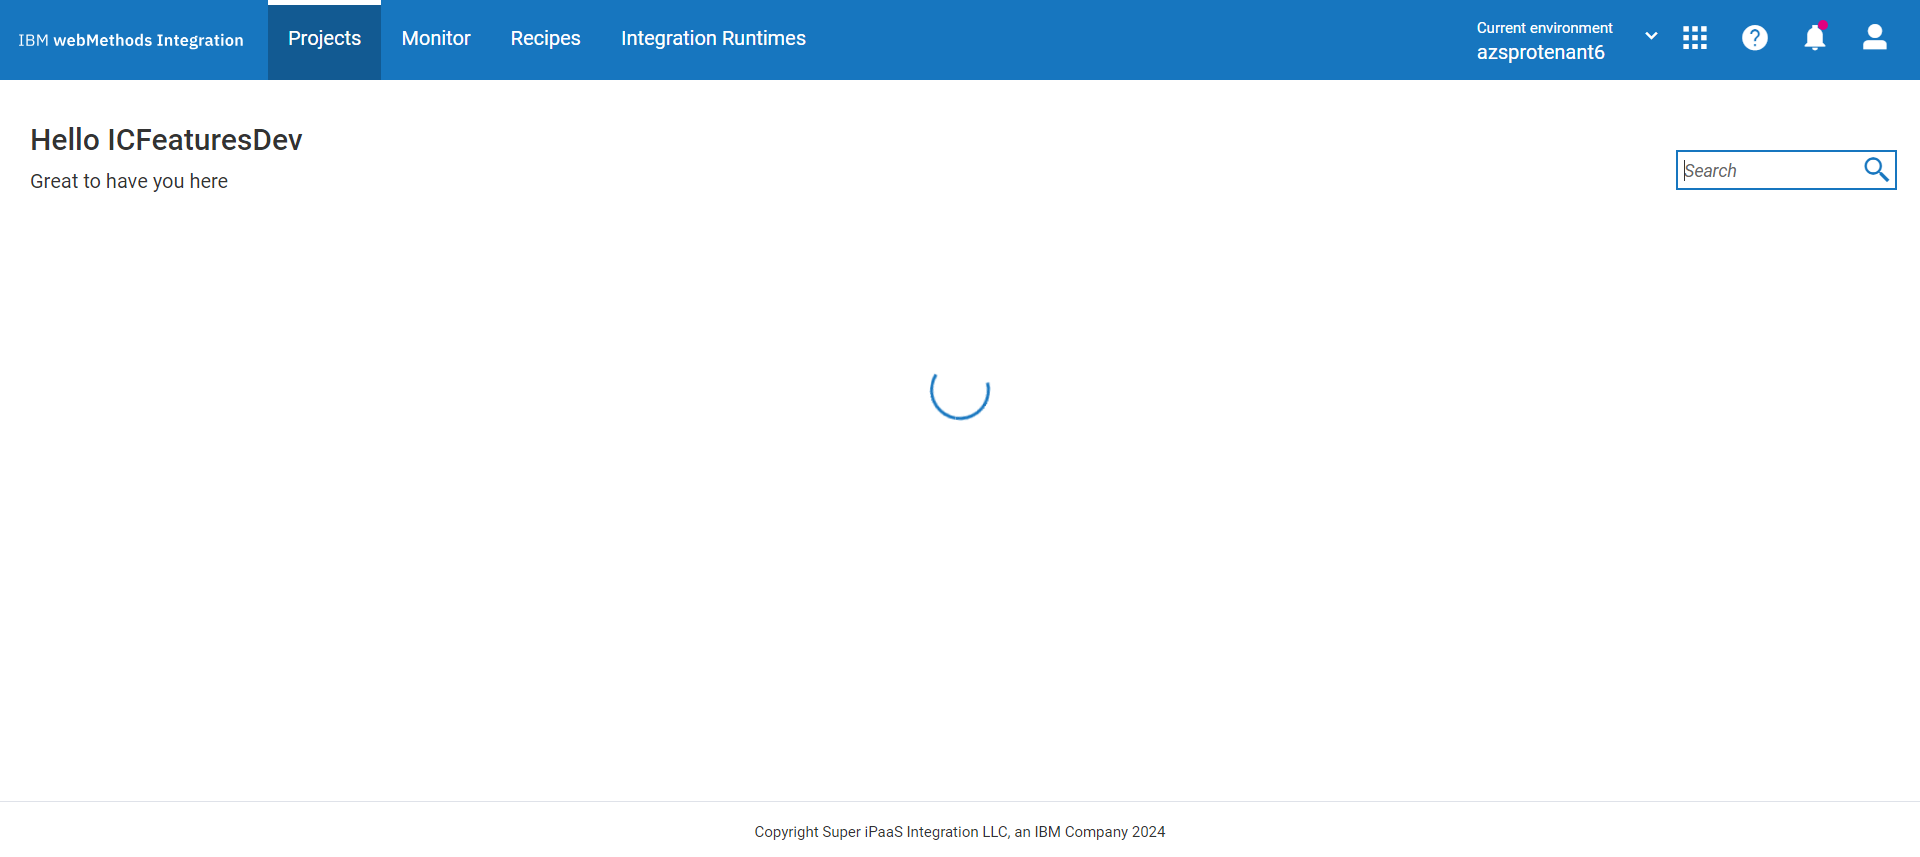 IBM webMethods Integration
Projects
Monitor
Recipes
Integration Runtimes
Current environment
azsprotenant6
Hello ICFeaturesDev
Great to have you here
Search
Copyright Super iPaaS Integration LLC, an IBM Company 2024